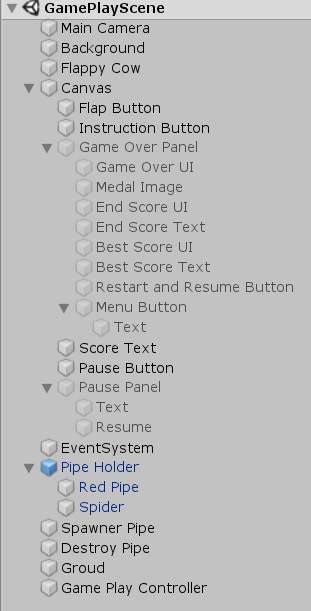 GamePlayScene
Main Camera
Background
Flappy Cow
Canvas
Flap Button
Instruction Button
Game Over Panel
Game Over UI
Medal Image
End Score UI
End Score Text
Best Score UI
Best Score Text
Restart and Resume Button
Menu Button
Text
Score Text
Pause Button
Pause Panel
Text
Resume
EventSystem
Pipe Holder
Red Pipe
Spider
Spawner Pipe
Destroy Pipe
Groud
Game Play Controller